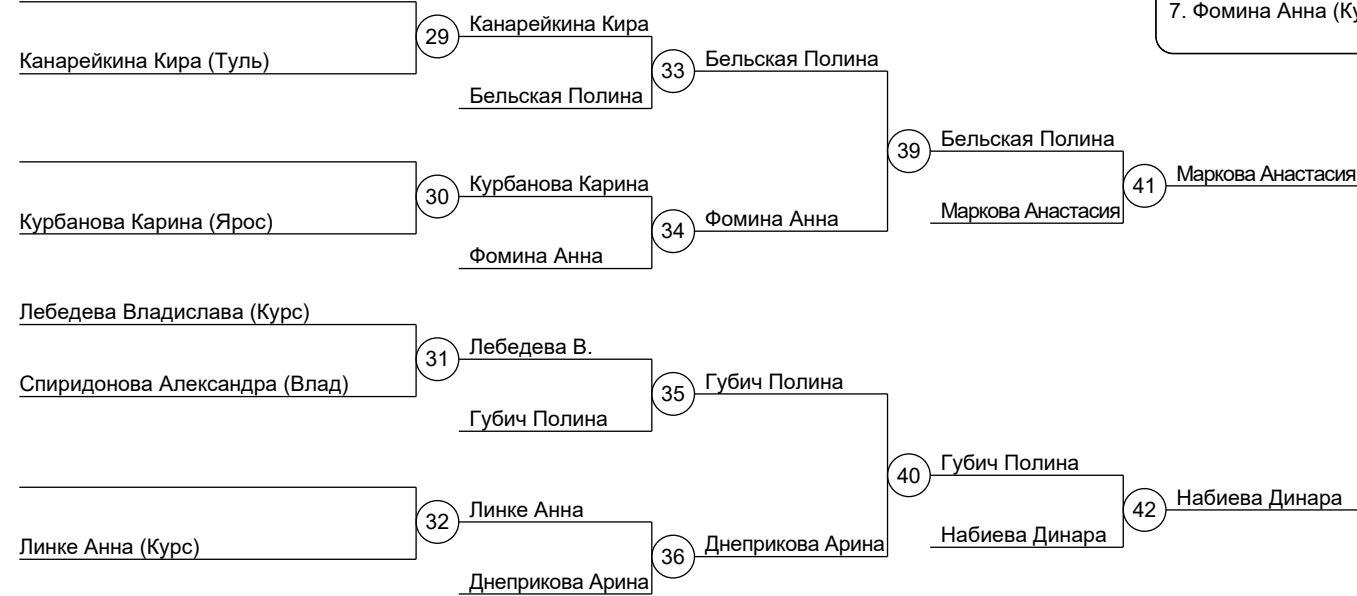 7. Фомина Анна (Ку
Канарейкина Кира
29
Канарейкина Кира (Туль)
Бельская Полина
33
Бельская Полина
Бельская Полина
39
Маркова Анастасия
41
Курбанова Карина
30
Маркова Анастасия
Курбанова Карина (Ярос)
Фомина Анна
34
Фомина Анна
Лебедева Владислава (Курс)
Лебедева В.
31
Спиридонова Александра (Влад)
Губич Полина
35
Губич Полина
Губич Полина
40
Набиева Динара
42
Линке Анна
32
Набиева Динара
Линке Анна (Курс)
Днеприкова Арина
36
Днеприкова Арина